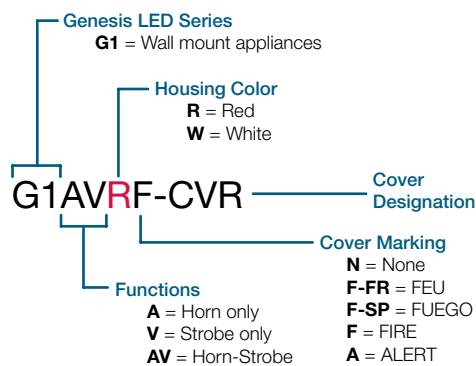 Genesis LED Series
G1 = Wall mount appliances
Housing Color
R = Red
W = White
G1AVRF-CVR
Cover
Designation
Functions
A = Horn only
V = Strobe only
AV = Horn-Strobe
Cover Marking
N = None
F-FR = FEU
F-SP = FUEGO
F = FIRE
A = ALERT